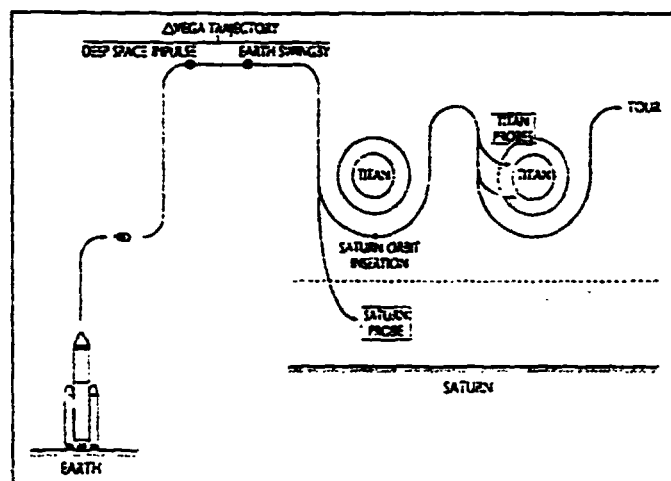 ΔVEGA TRAJECTORY
DEEP SPACE IMPULSE
EARTH SWINGBY
TOUR
TITAN
PROBES
TITAN
TITAN
SATURN ORBIT
INSERTION
SATURN
PROBE
SATURN
EARTH